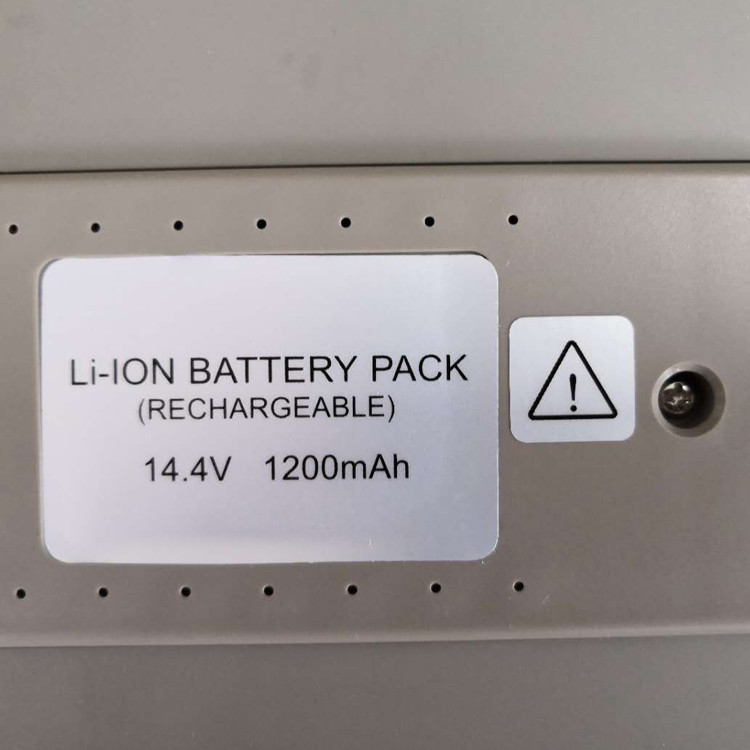 Li-ION BATTERY PACK
(RECHARGEABLE)
14.4V 1200mAh
!